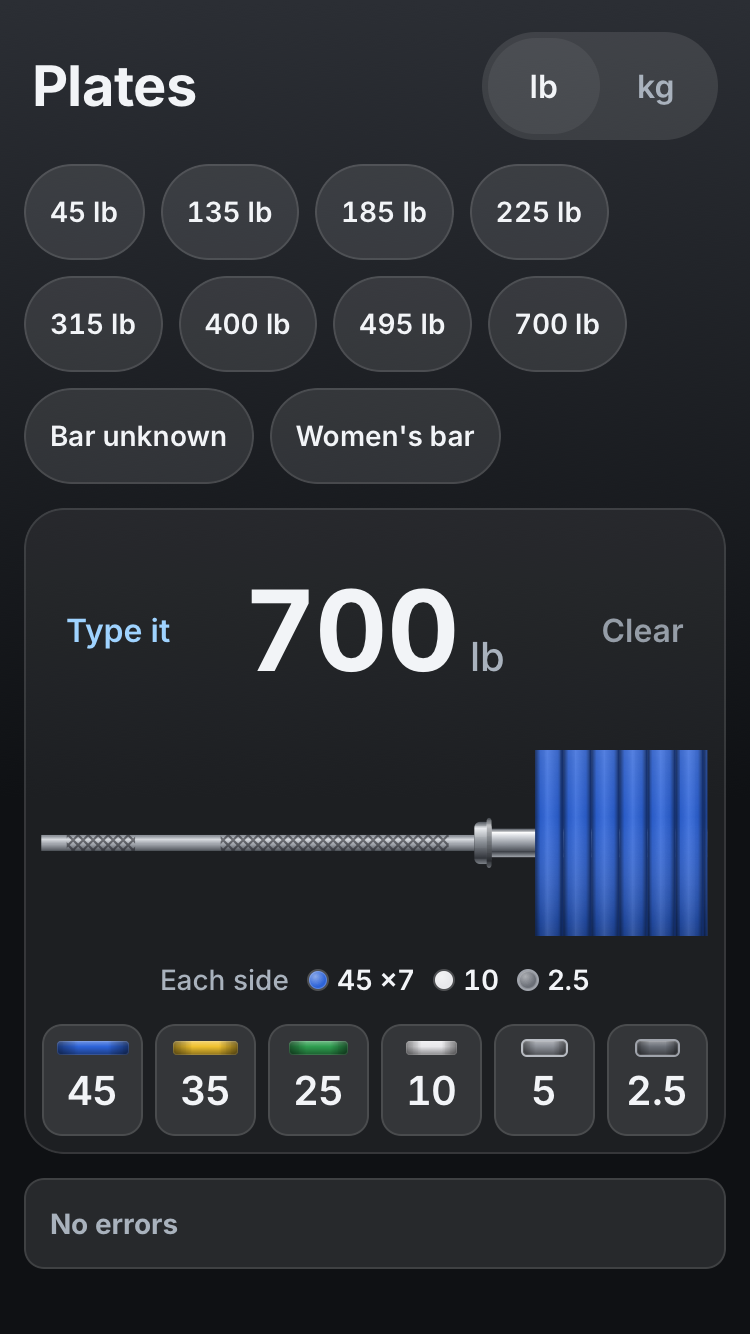 Plates
lb kg
45 lb 135 lb 185 lb 225 lb
315 lb 400 lb 495 lb 700 lb
Bar unknown Women's bar
Type it 700 lb Clear
Each side 45 ×7 10 2.5
45 35 25 10 5 2.5
No errors